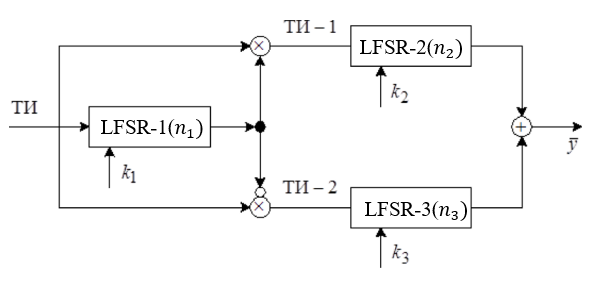 ТИ – 1
LFSR-2(n₂)
k₂
ТИ
LFSR-1(n₁)
k₁
×
+
y̅
ТИ – 2
×
LFSR-3(n₃)
k₃